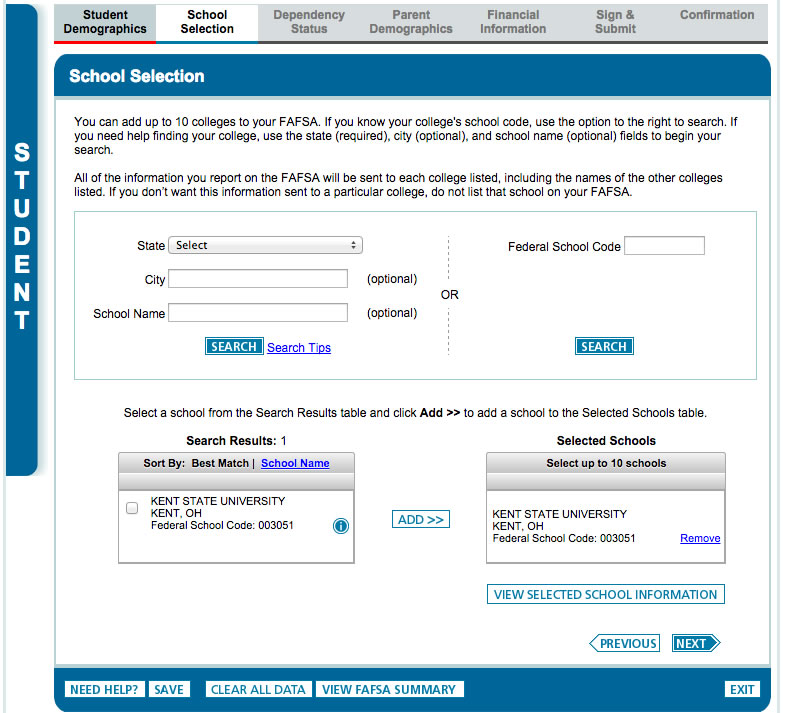 Student Demographics
School Selection
Dependency Status
Parent Demographics
Financial Information
Sign & Submit
Confirmation
STUDENT
School Selection
You can add up to 10 colleges to your FAFSA. If you know your college's school code, use the option to the right to search. If
you need help finding your college, use the state (required), city (optional), and school name (optional) fields to begin your
search.
All of the information you report on the FAFSA will be sent to each college listed, including the names of the other colleges
listed. If you don't want this information sent to a particular college, do not list that school on your FAFSA.
State Select
City (optional)
School Name (optional)
SEARCH Search Tips
OR
Federal School Code
SEARCH
Select a school from the Search Results table and click Add >> to add a school to the Selected Schools table.
Search Results: 1
Sort By: Best Match | School Name
KENT STATE UNIVERSITY
KENT, OH
Federal School Code: 003051
ADD >>
Selected Schools
Select up to 10 schools
KENT STATE UNIVERSITY
KENT, OH
Federal School Code: 003051 Remove
VIEW SELECTED SCHOOL INFORMATION
PREVIOUS NEXT
NEED HELP? SAVE CLEAR ALL DATA VIEW FAFSA SUMMARY EXIT